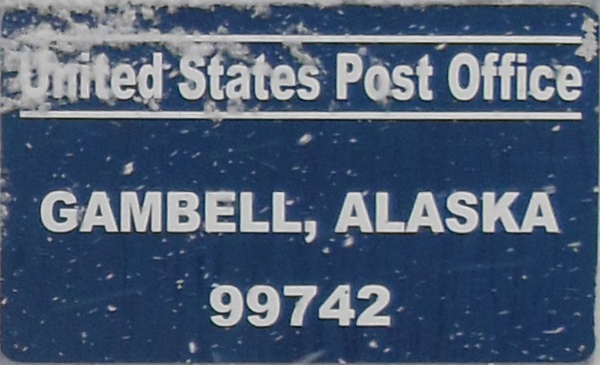 United States Post Office
GAMBELL, ALASKA
99742